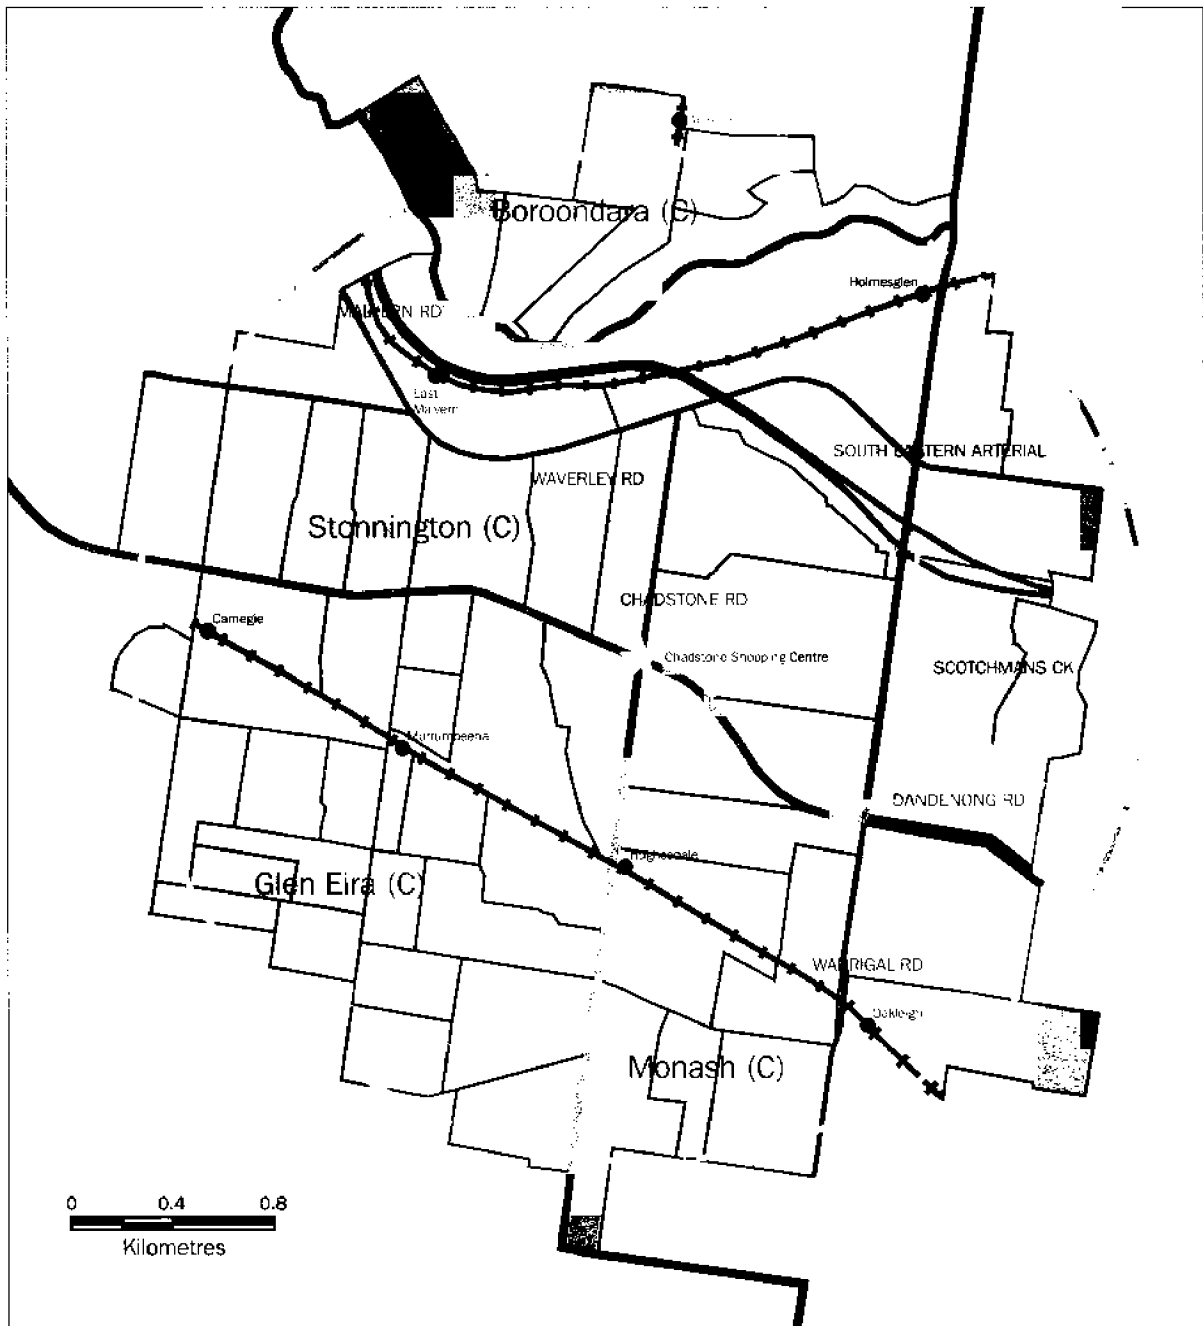 Boroondara (C)
Holmesglen
MALVERN RD
East
Malvern
SOUTH EASTERN ARTERIAL
WAVERLEY RD
Stonnington (C)
CHADSTONE RD
Carnegie
Chadstone Shopping Centre
SCOTCHMANS CK
Murrumbeena
DANDENONG RD
Hughesdale
Glen Eira (C)
WARRIGAL RD
Oakleigh
Monash (C)
0 0.4 0.8
Kilometres